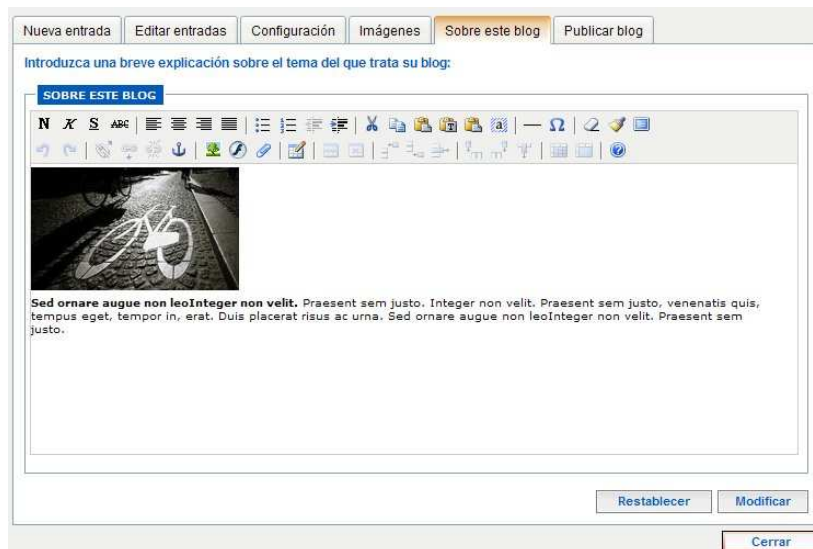 Nueva entrada Editar entradas Configuración Imágenes Sobre este blog Publicar blog
Introduzca una breve explicación sobre el tema del que trata su blog:
SOBRE ESTE BLOG
N K S ABC
Sed ornare augue non leoInteger non velit. Praesent sem justo. Integer non velit. Praesent sem justo, venenatis quis,
tempus eget, tempor in, erat. Duis placerat risus ac urna. Sed ornare augue non leoInteger non velit. Praesent sem
justo.
Restablecer Modificar
Cerrar